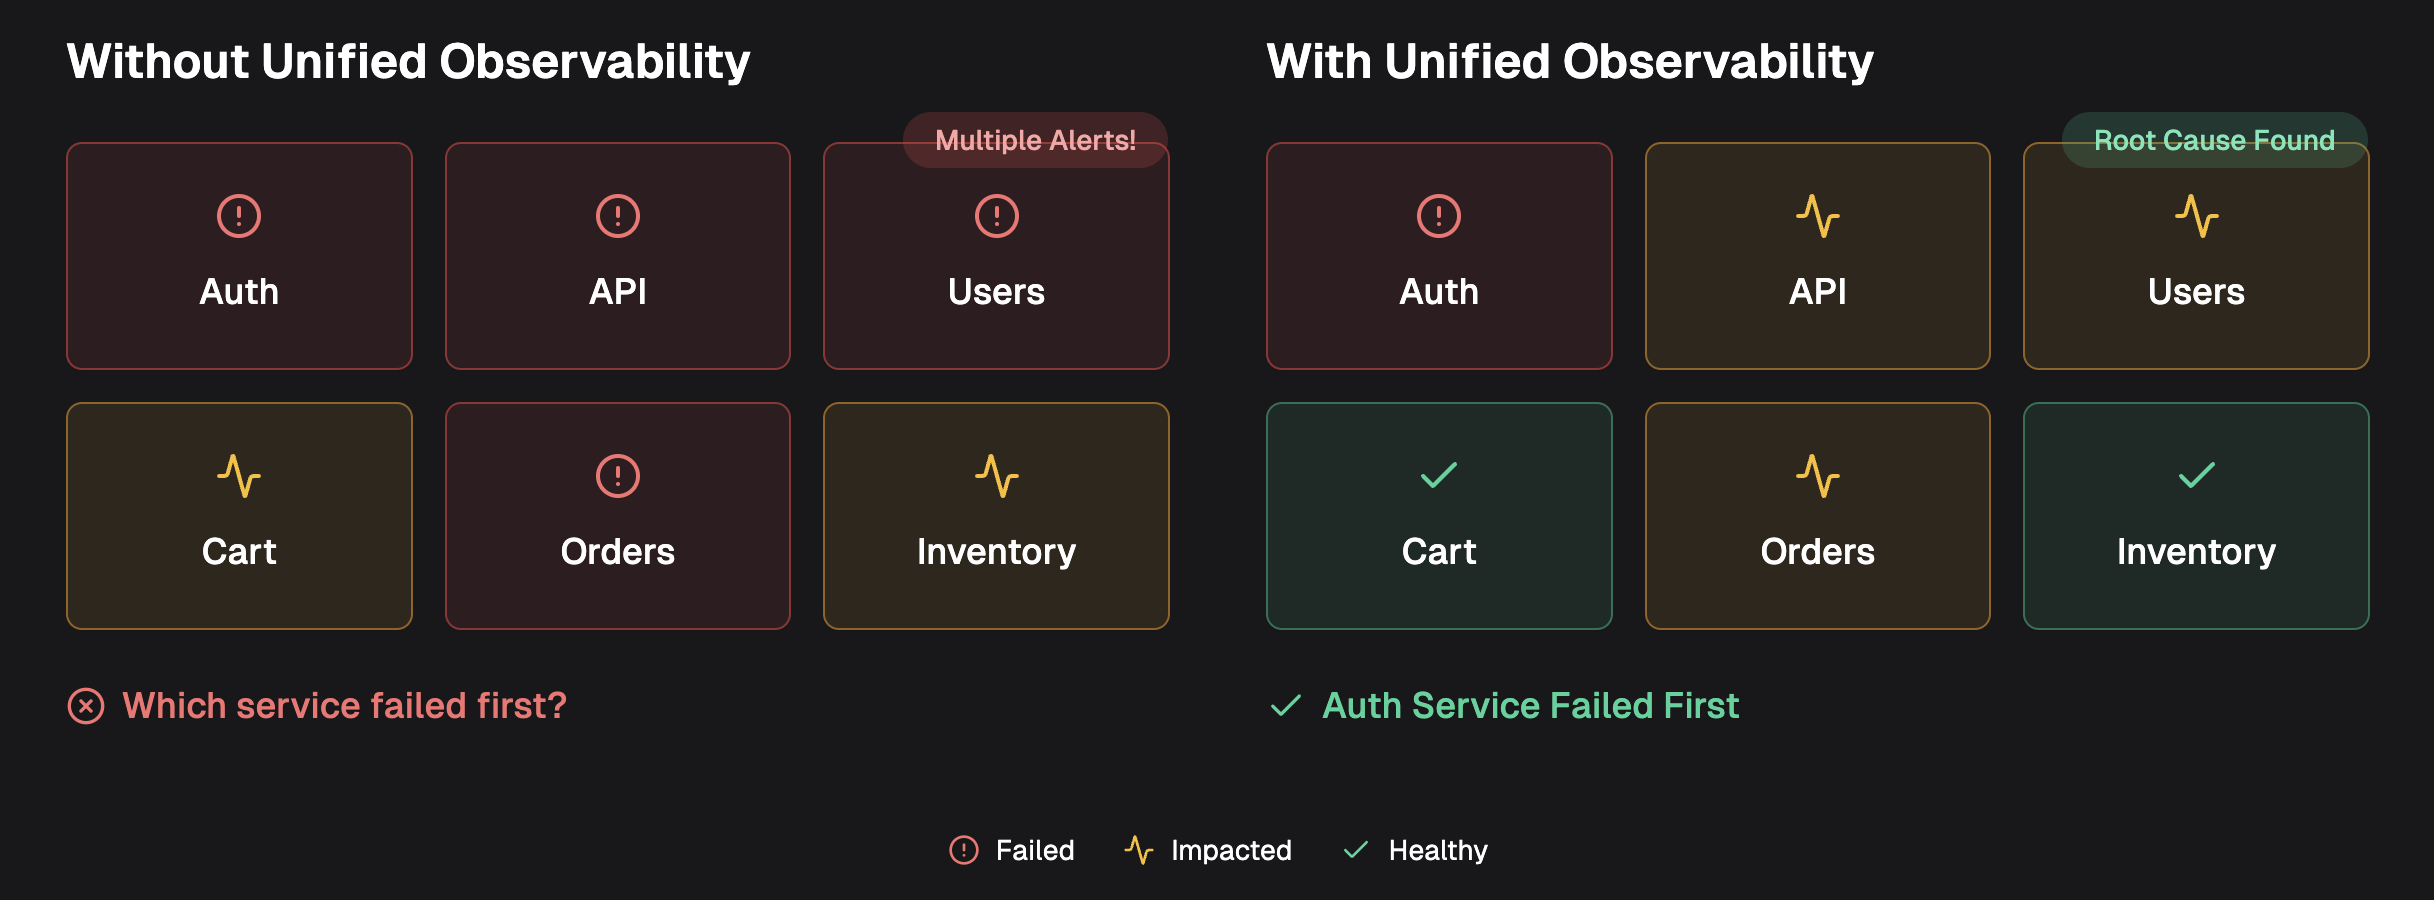 Without Unified Observability
Multiple Alerts!
Auth
API
Users
Cart
Orders
Inventory
Which service failed first?
With Unified Observability
Root Cause Found
Auth
API
Users
Cart
Orders
Inventory
Auth Service Failed First
Failed
Impacted
Healthy